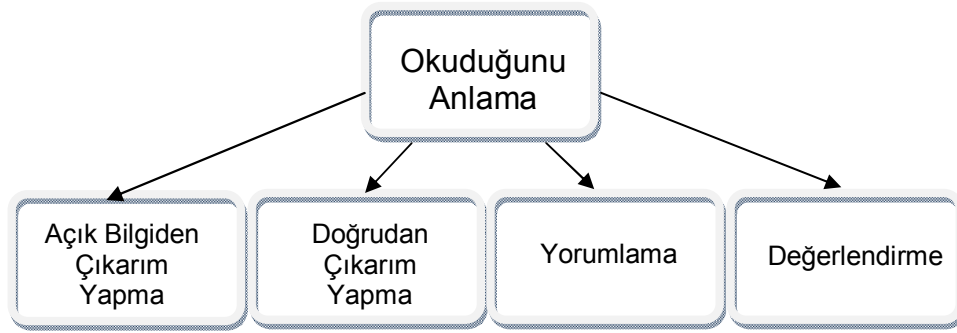 Okuduğunu
Anlama
Açık Bilgiden
Çıkarım
Yapma
Doğrudan
Çıkarım
Yapma
Yorumlama
Değerlendirme